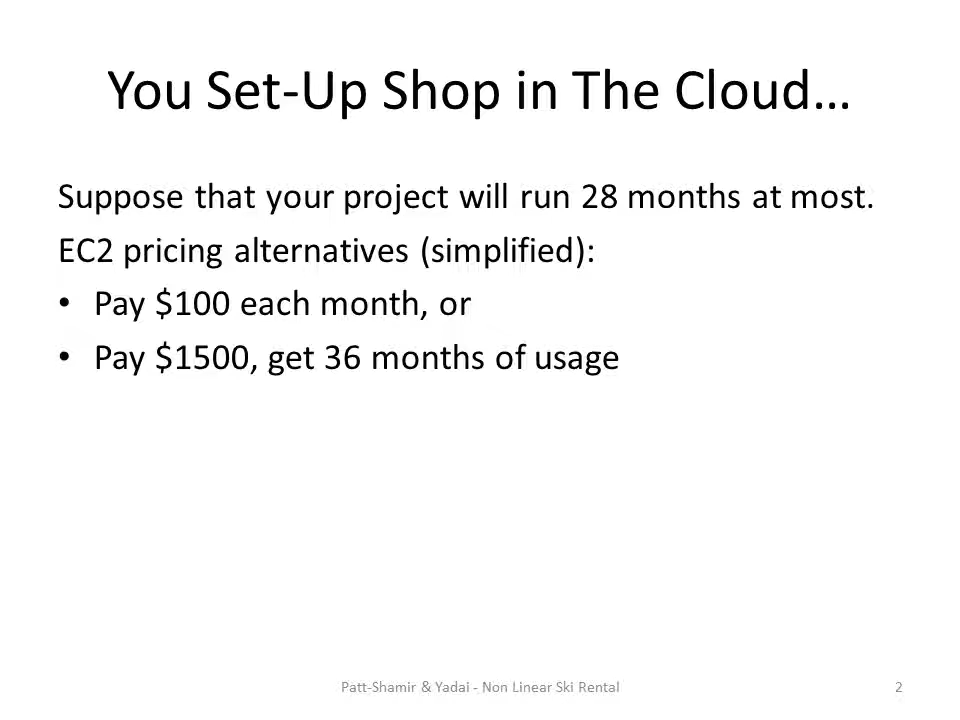 You Set-Up Shop in The Cloud…
Suppose that your project will run 28 months at most.
EC2 pricing alternatives (simplified):
• Pay $100 each month, or
• Pay $1500, get 36 months of usage
Patt-Shamir & Yadai - Non Linear Ski Rental
2